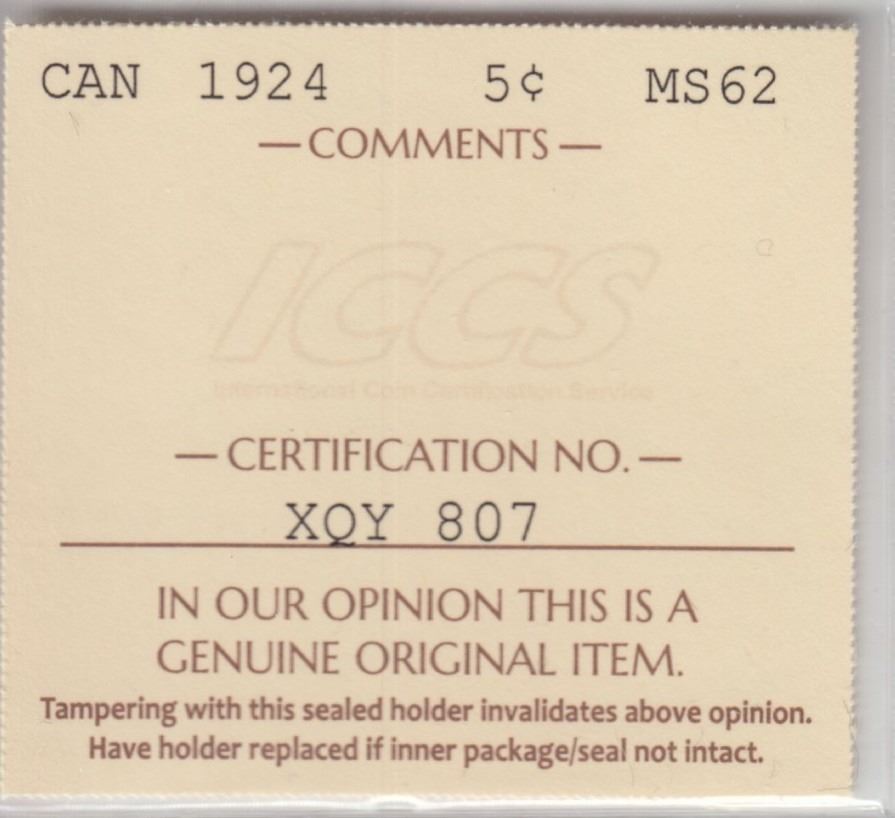 CAN 1924 5¢ MS62
—COMMENTS—
ICCS
International Coin Certification Service
—CERTIFICATION NO.—
XQY 807
IN OUR OPINION THIS IS A
GENUINE ORIGINAL ITEM.
Tampering with this sealed holder invalidates above opinion.
Have holder replaced if inner package/seal not intact.